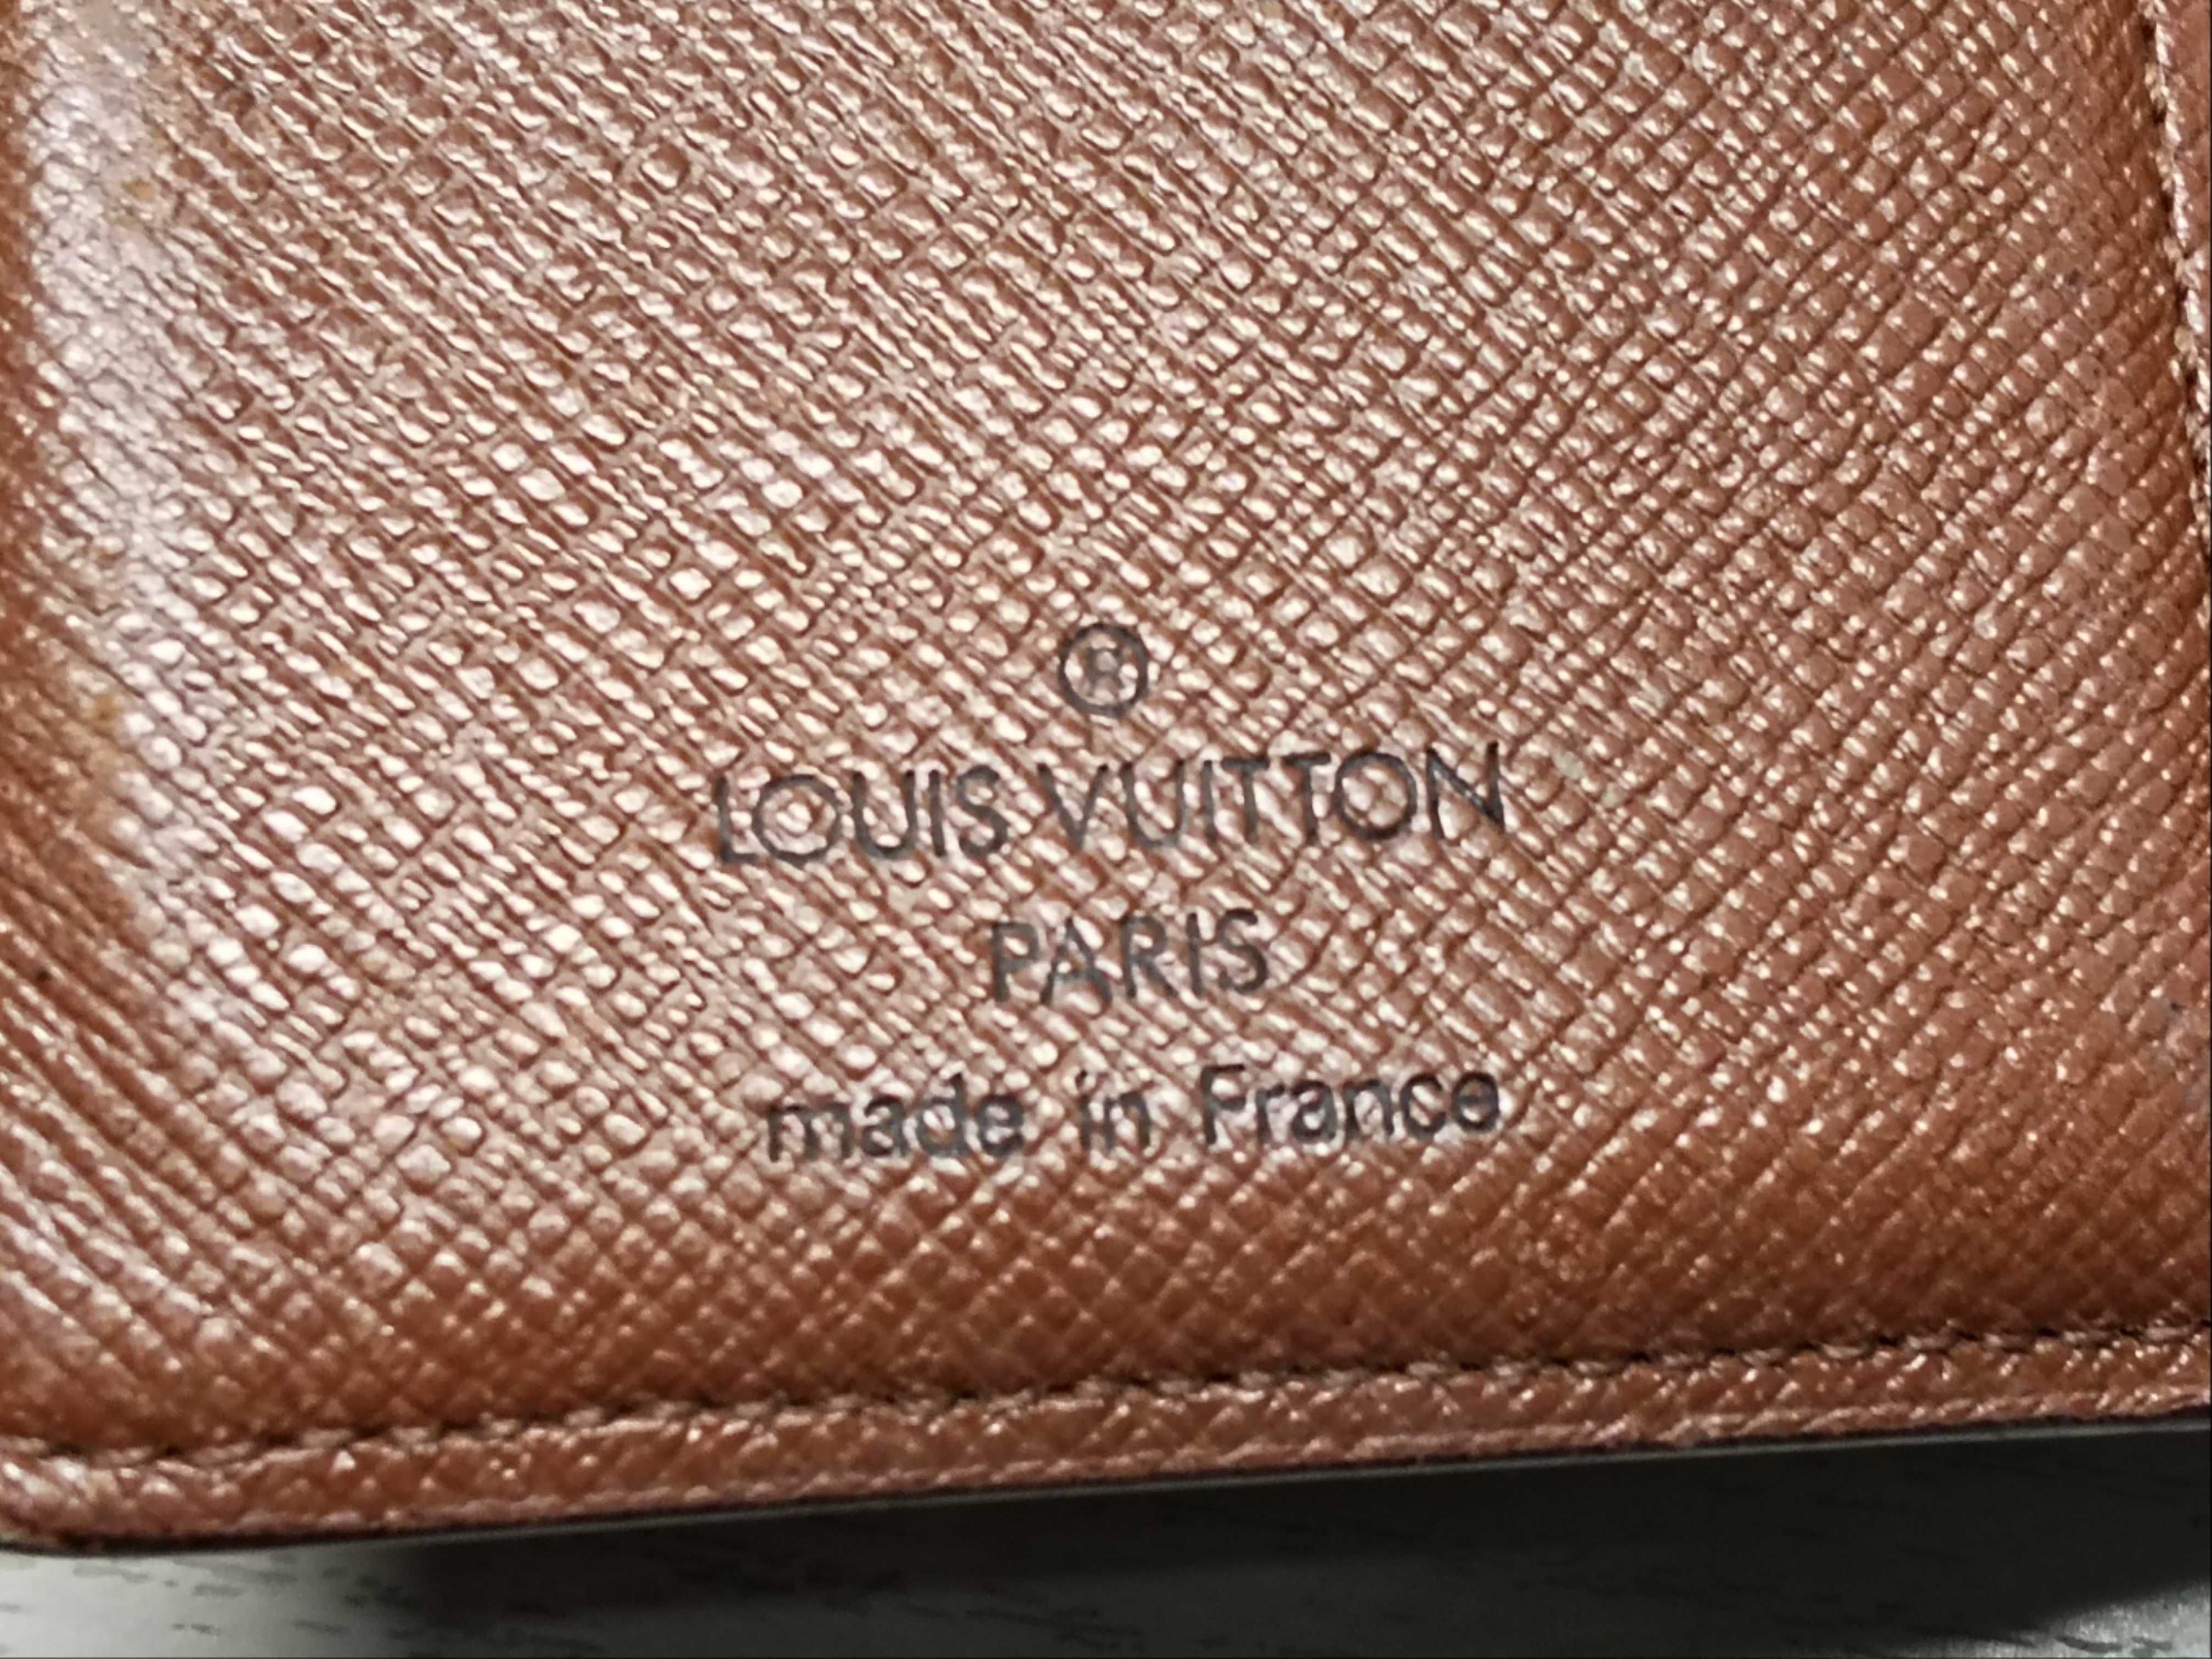 ®
LOUIS VUITTON
PARIS
made in France